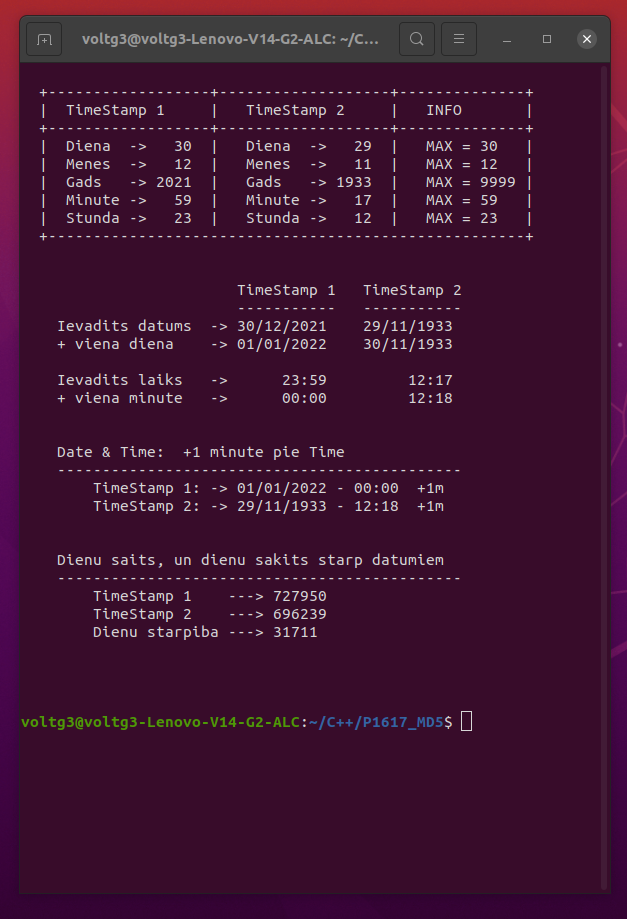 voltg3@voltg3-Lenovo-V14-G2-ALC: ~/C...
+------------------+-------------------+--------------+
|  TimeStamp 1     |   TimeStamp 2     |   INFO       |
+------------------+-------------------+--------------+
|  Diena  ->   30  |   Diena  ->   29  |   MAX = 30   |
|  Menes  ->   12  |   Menes  ->   11  |   MAX = 12   |
|  Gads   -> 2021  |   Gads   -> 1933  |   MAX = 9999 |
|  Minute ->   59  |   Minute ->   17  |   MAX = 59   |
|  Stunda ->   23  |   Stunda ->   12  |   MAX = 23   |
+-----------------------------------------------------+
TimeStamp 1   TimeStamp 2
-----------   -----------
Ievadits datums  -> 30/12/2021    29/11/1933
+ viena diena    -> 01/01/2022    30/11/1933
Ievadits laiks   ->      23:59         12:17
+ viena minute   ->      00:00         12:18
Date & Time:  +1 minute pie Time
---------------------------------------------
TimeStamp 1: -> 01/01/2022 - 00:00  +1m
TimeStamp 2: -> 29/11/1933 - 12:18  +1m
Dienu saits, un dienu sakits starp datumiem
---------------------------------------------
TimeStamp 1    ---> 727950
TimeStamp 2    ---> 696239
Dienu starpiba ---> 31711
voltg3@voltg3-Lenovo-V14-G2-ALC:~/C++/P1617_MD5$